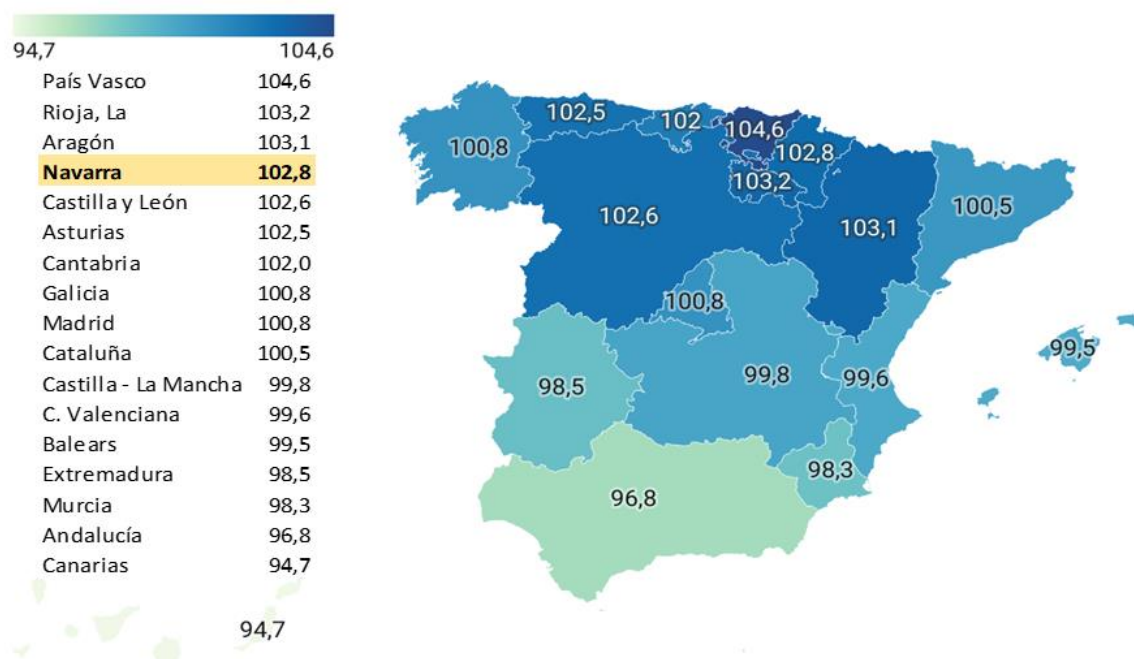 94,7 104,6
País Vasco 104,6
Rioja, La 103,2
Aragón 103,1
Navarra 102,8
Castilla y León 102,6
Asturias 102,5
Cantabria 102,0
Galicia 100,8
Madrid 100,8
Cataluña 100,5
Castilla - La Mancha 99,8
C. Valenciana 99,6
Balears 99,5
Extremadura 98,5
Murcia 98,3
Andalucía 96,8
Canarias 94,7
94,7
102,5
102
104,6
100,8
102,8
103,2
102,6
103,1
100,5
100,8
99,5
98,5
99,8
99,6
98,3
96,8